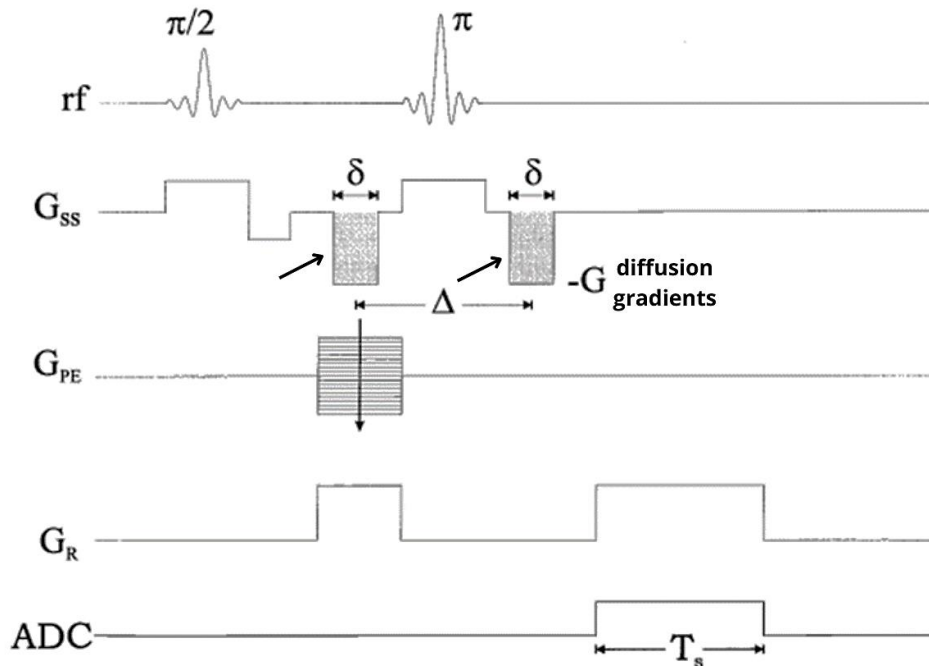 π/2
π
rf
δ
δ
G_SS
-G diffusion
gradients
Δ
G_PE
G_R
ADC
T_s